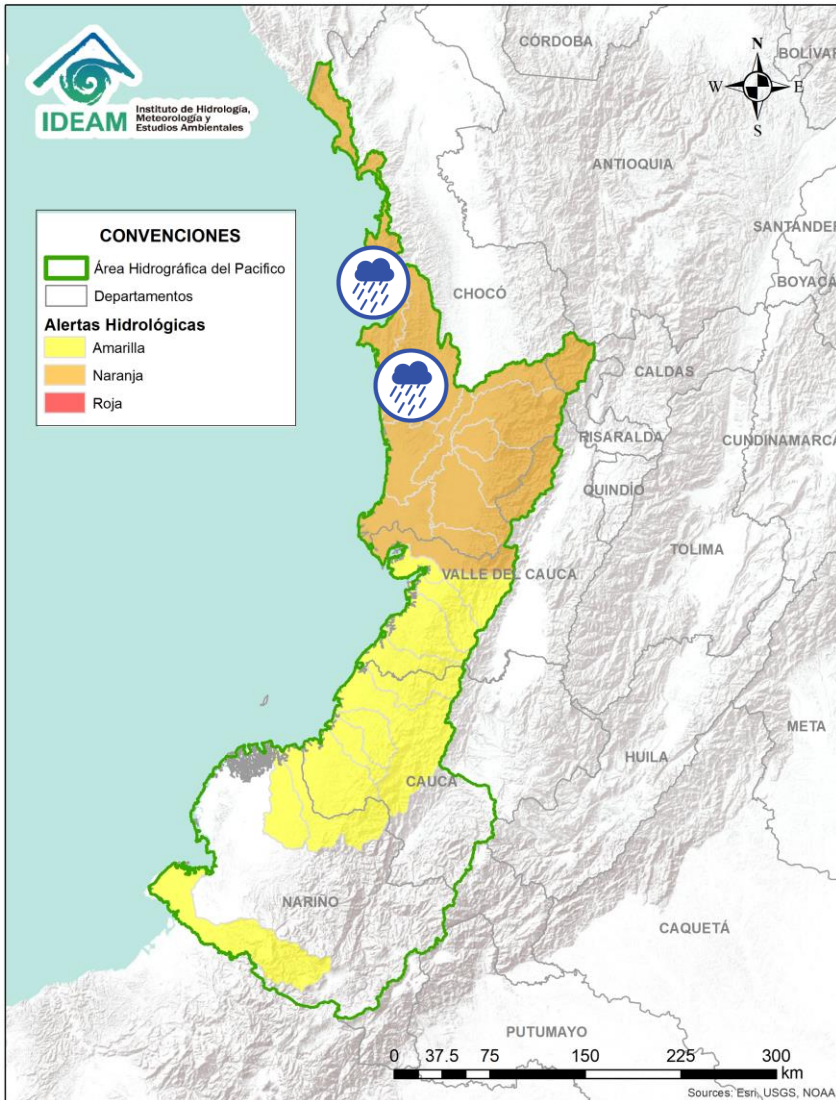 IDEAM
Instituto de Hidrología,
Meteorología y
Estudios Ambientales
CÓRDOBA
BOLÍVAR
N
W
E
S
ANTIOQUIA
SANTANDER
BOYACÁ
CONVENCIONES
Área Hidrográfica del Pacifico
Departamentos
Alertas Hidrológicas
Amarilla
Naranja
Roja
CHOCÓ
CALDAS
RISARALDA
CUNDINAMARCA
QUINDÍO
TOLIMA
VALLE DEL CAUCA
META
HUILA
CAUCA
NARIÑO
CAQUETÁ
PUTUMAYO
0 37.5 75 150 225 300
km
Sources: Esri, USGS, NOAA